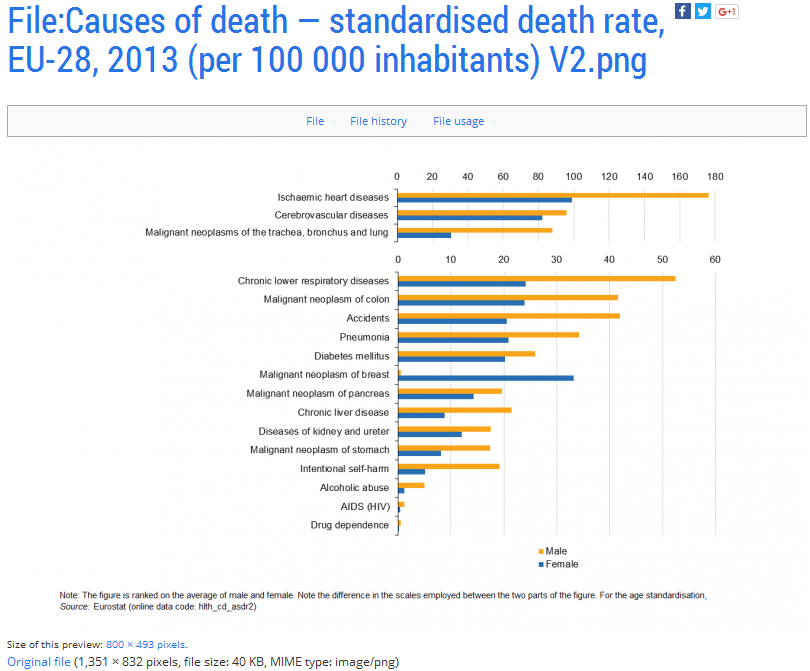 File:Causes of death — standardised death rate,
EU-28, 2013 (per 100 000 inhabitants) V2.png
f
G+1
File File history File usage
0 20 40 60 80 100 120 140 160 180
Ischaemic heart diseases
Cerebrovascular diseases
Malignant neoplasms of the trachea, bronchus and lung
0 10 20 30 40 50 60
Chronic lower respiratory diseases
Malignant neoplasm of colon
Accidents
Pneumonia
Diabetes mellitus
Malignant neoplasm of breast
Malignant neoplasm of pancreas
Chronic liver disease
Diseases of kidney and ureter
Malignant neoplasm of stomach
Intentional self-harm
Alcoholic abuse
AIDS (HIV)
Drug dependence
Male
Female
Note: The figure is ranked on the average of male and female. Note the difference in the scales employed between the two parts of the figure. For the age standardisation,
Source: Eurostat (online data code: hlth_cd_asdr2)
Size of this preview: 800 × 493 pixels.
Original file (1,351 × 832 pixels, file size: 40 KB, MIME type: image/png)